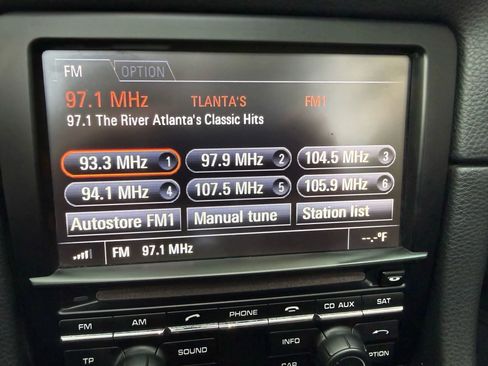 FM OPTION
97.1 MHz TLANTA'S FM1
97.1 The River Atlanta's Classic Hits
93.3 MHz 1 97.9 MHz 2 104.5 MHz 3
94.1 MHz 4 107.5 MHz 5 105.9 MHz 6
Autostore FM1 Manual tune Station list
FM 97.1 MHz --.-°F
FM AM PHONE CD AUX SAT
TP SOUND INFO OPTION
CAR